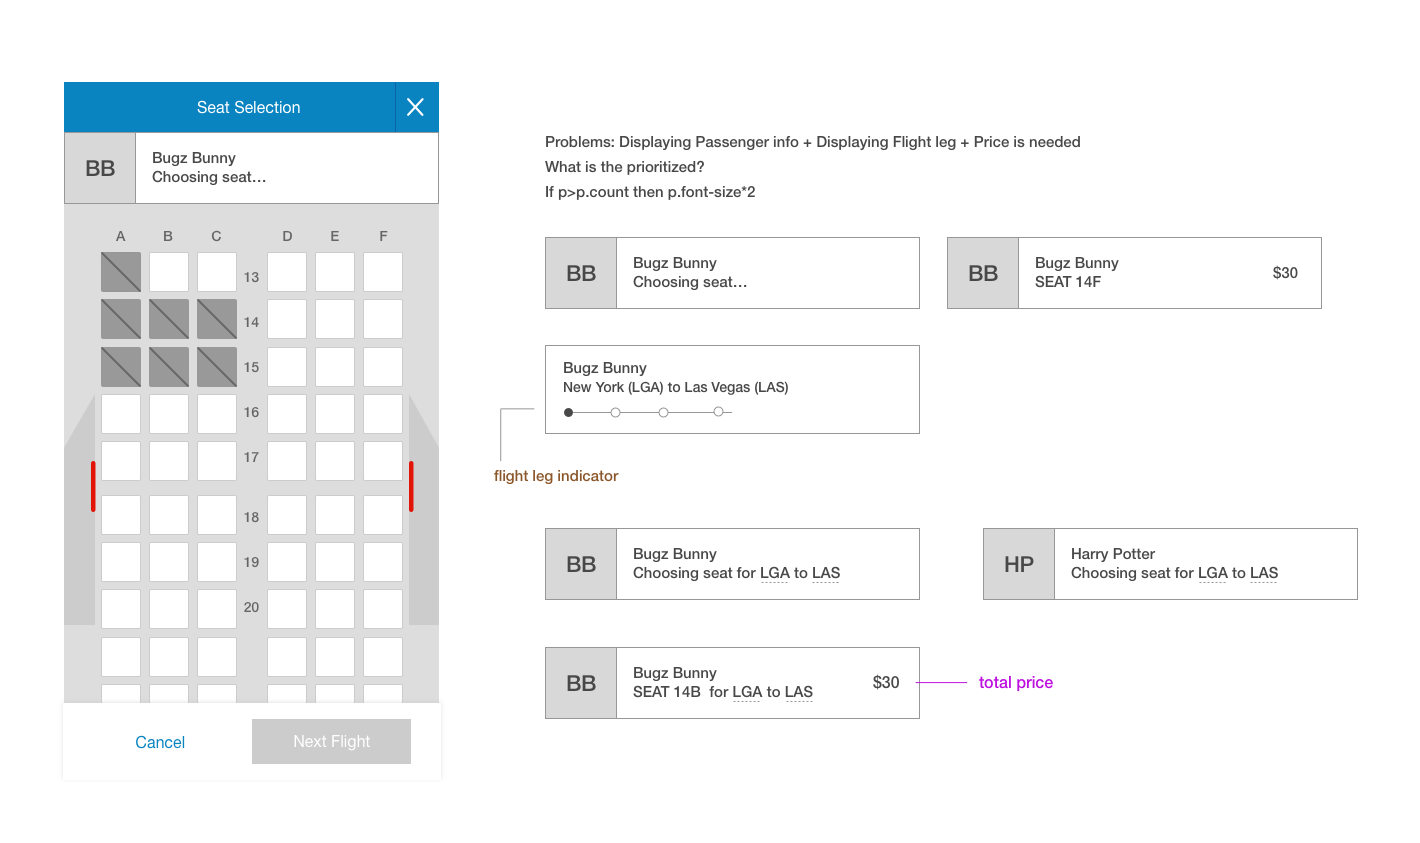 Seat Selection
BB
Bugz Bunny
Choosing seat...
A B C D E F
13
14
15
16
17
18
19
20
Cancel
Next Flight
Problems: Displaying Passenger info + Displaying Flight leg + Price is needed
What is the prioritized?
If p>p.count then p.font-size*2
BB
Bugz Bunny
Choosing seat...
BB
Bugz Bunny
SEAT 14F
$30
Bugz Bunny
New York (LGA) to Las Vegas (LAS)
flight leg indicator
BB
Bugz Bunny
Choosing seat for LGA to LAS
HP
Harry Potter
Choosing seat for LGA to LAS
BB
Bugz Bunny
SEAT 14B for LGA to LAS
$30
total price